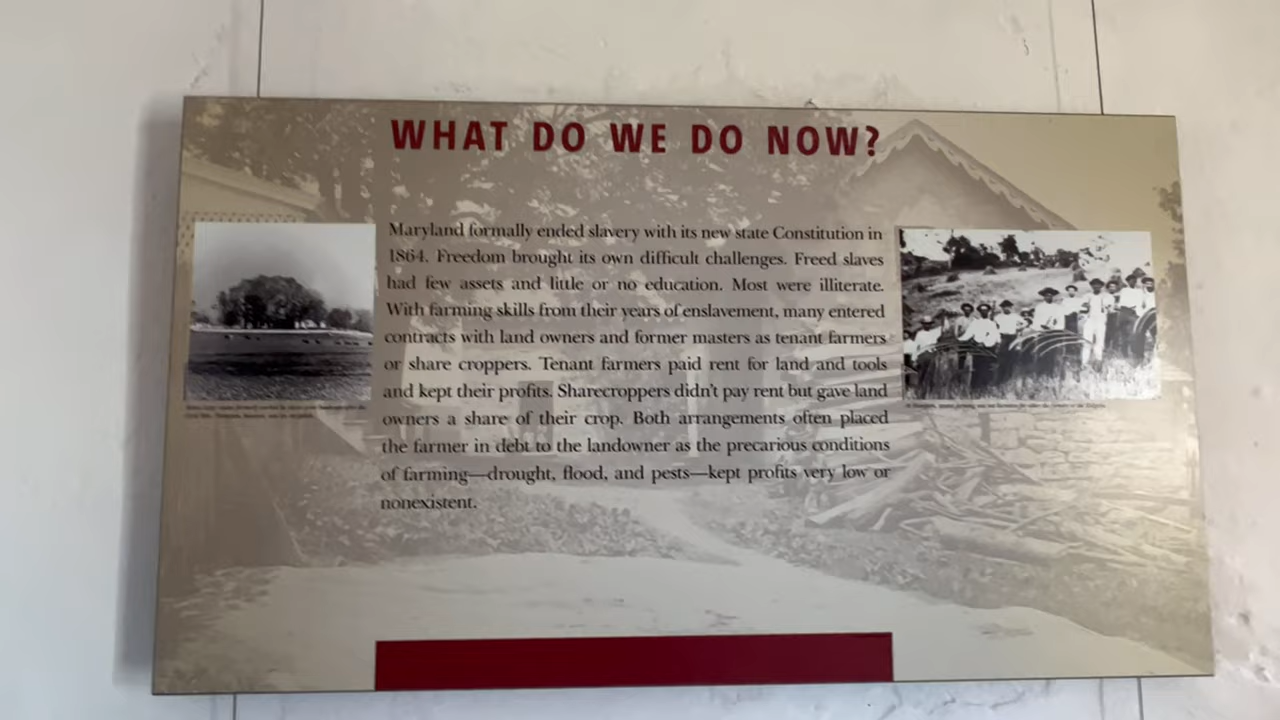 WHAT DO WE DO NOW?
Maryland formally ended slavery with its new state Constitution in
1864. Freedom brought its own difficult challenges. Freed slaves
had few assets and little or no education. Most were illiterate.
With farming skills from their years of enslavement, many entered
contracts with land owners and former masters as tenant farmers
or share croppers. Tenant farmers paid rent for land and tools
and kept their profits. Sharecroppers didn't pay rent but gave land
owners a share of their crop. Both arrangements often placed
the farmer in debt to the landowner as the precarious conditions
of farming—drought, flood, and pests—kept profits very low or
nonexistent.